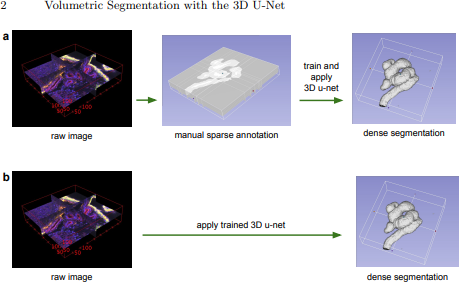 2 Volumetric Segmentation with the 3D U-Net
a
train and
apply
3D u-net
raw image
manual sparse annotation
dense segmentation
b
apply trained 3D u-net
raw image
dense segmentation